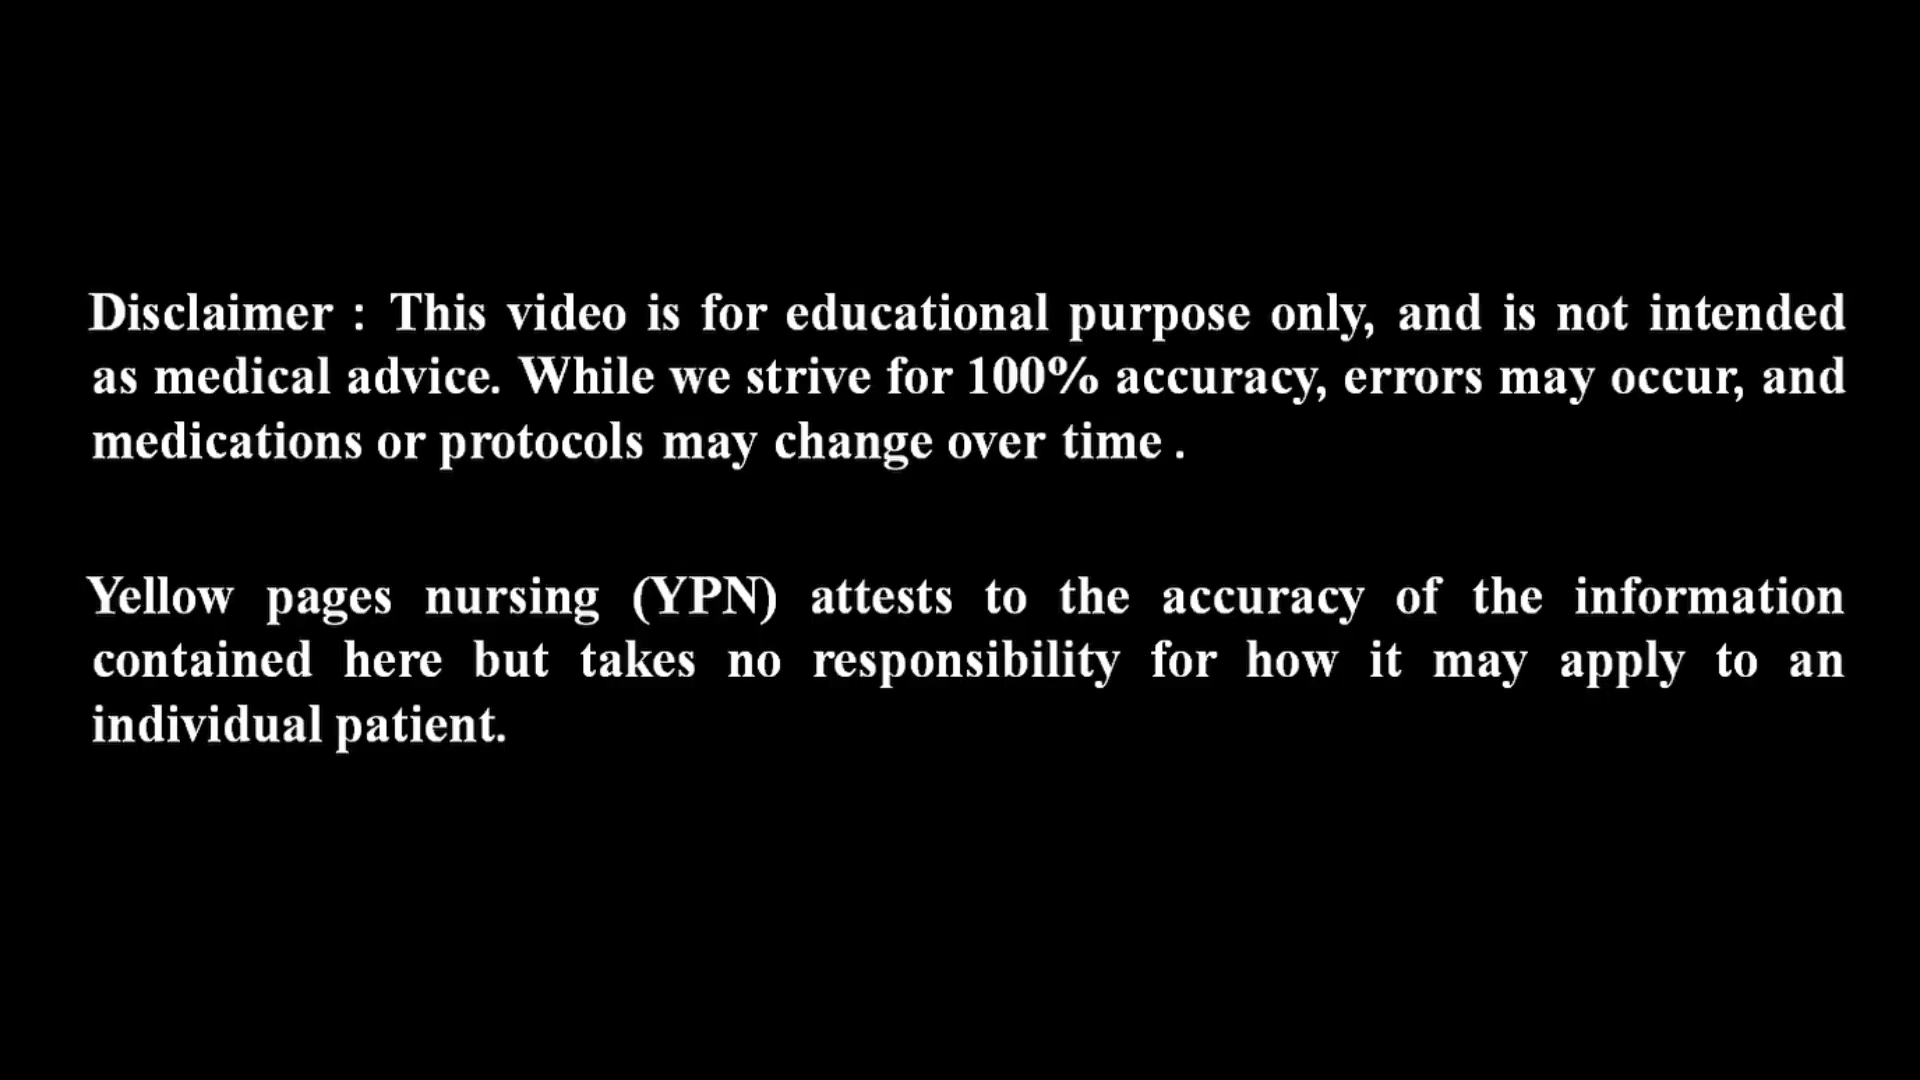 Disclaimer : This video is for educational purpose only, and is not intended
as medical advice. While we strive for 100% accuracy, errors may occur, and
medications or protocols may change over time .
Yellow pages nursing (YPN) attests to the accuracy of the information
contained here but takes no responsibility for how it may apply to an
individual patient.